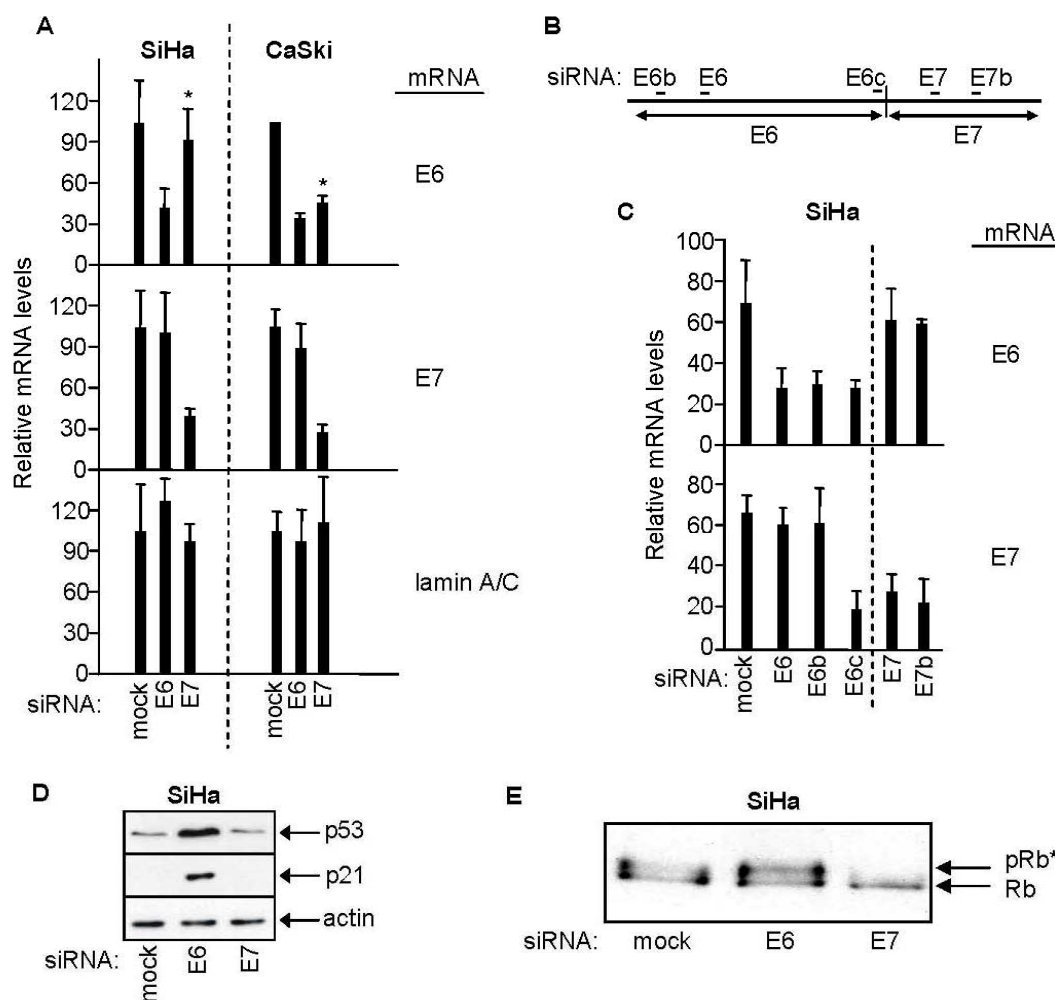 A
SiHa
CaSki
mRNA
120
90
60
30
0
*
*
E6
120
90
60
30
0
E7
120
90
60
30
0
lamin A/C
Relative mRNA levels
siRNA:
mock
E6
E7
mock
E6
E7
B
siRNA: E6b E6 E6c E7 E7b
E6 E7
C
SiHa
mRNA
100
80
60
40
20
0
E6
80
60
40
20
0
E7
Relative mRNA levels
siRNA:
mock
E6
E6b
E6c
E7
E7b
D
SiHa
p53
p21
actin
siRNA:
mock
E6
E7
E
SiHa
pRb*
Rb
siRNA: mock E6 E7